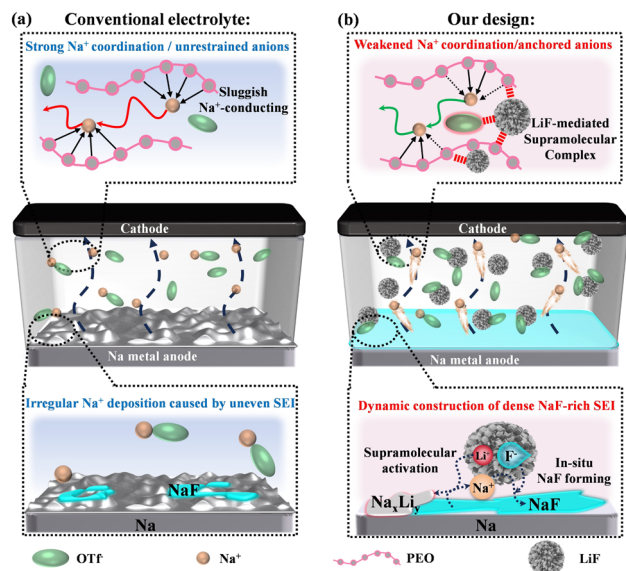 (a) Conventional electrolyte:
Strong Na⁺ coordination / unrestrained anions
Sluggish
Na⁺-conducting
Cathode
Na metal anode
Irregular Na⁺ deposition caused by uneven SEI
NaF
Na
(b) Our design:
Weakened Na⁺ coordination/anchored anions
LiF-mediated
Supramolecular
Complex
Cathode
Na metal anode
Dynamic construction of dense NaF-rich SEI
Supramolecular
activation
Li⁺
F⁻
In-situ
NaF forming
Na⁺
NaₓLiᵧ
NaF
Na
OTf⁻
Na⁺
PEO
LiF